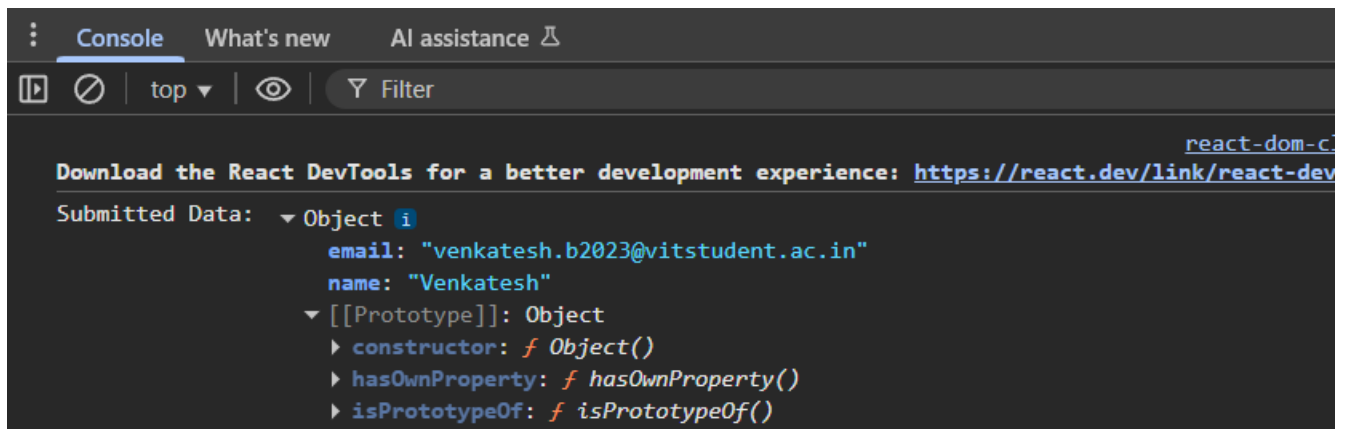 Console What's new AI assistance
top ▼ Filter
react-dom-cl
Download the React DevTools for a better development experience: https://react.dev/link/react-dev
Submitted Data: ▼ Object i
email: "venkatesh.b2023@vitstudent.ac.in"
name: "Venkatesh"
▼ [[Prototype]]: Object
▶ constructor: ƒ Object()
▶ hasOwnProperty: ƒ hasOwnProperty()
▶ isPrototypeOf: ƒ isPrototypeOf()